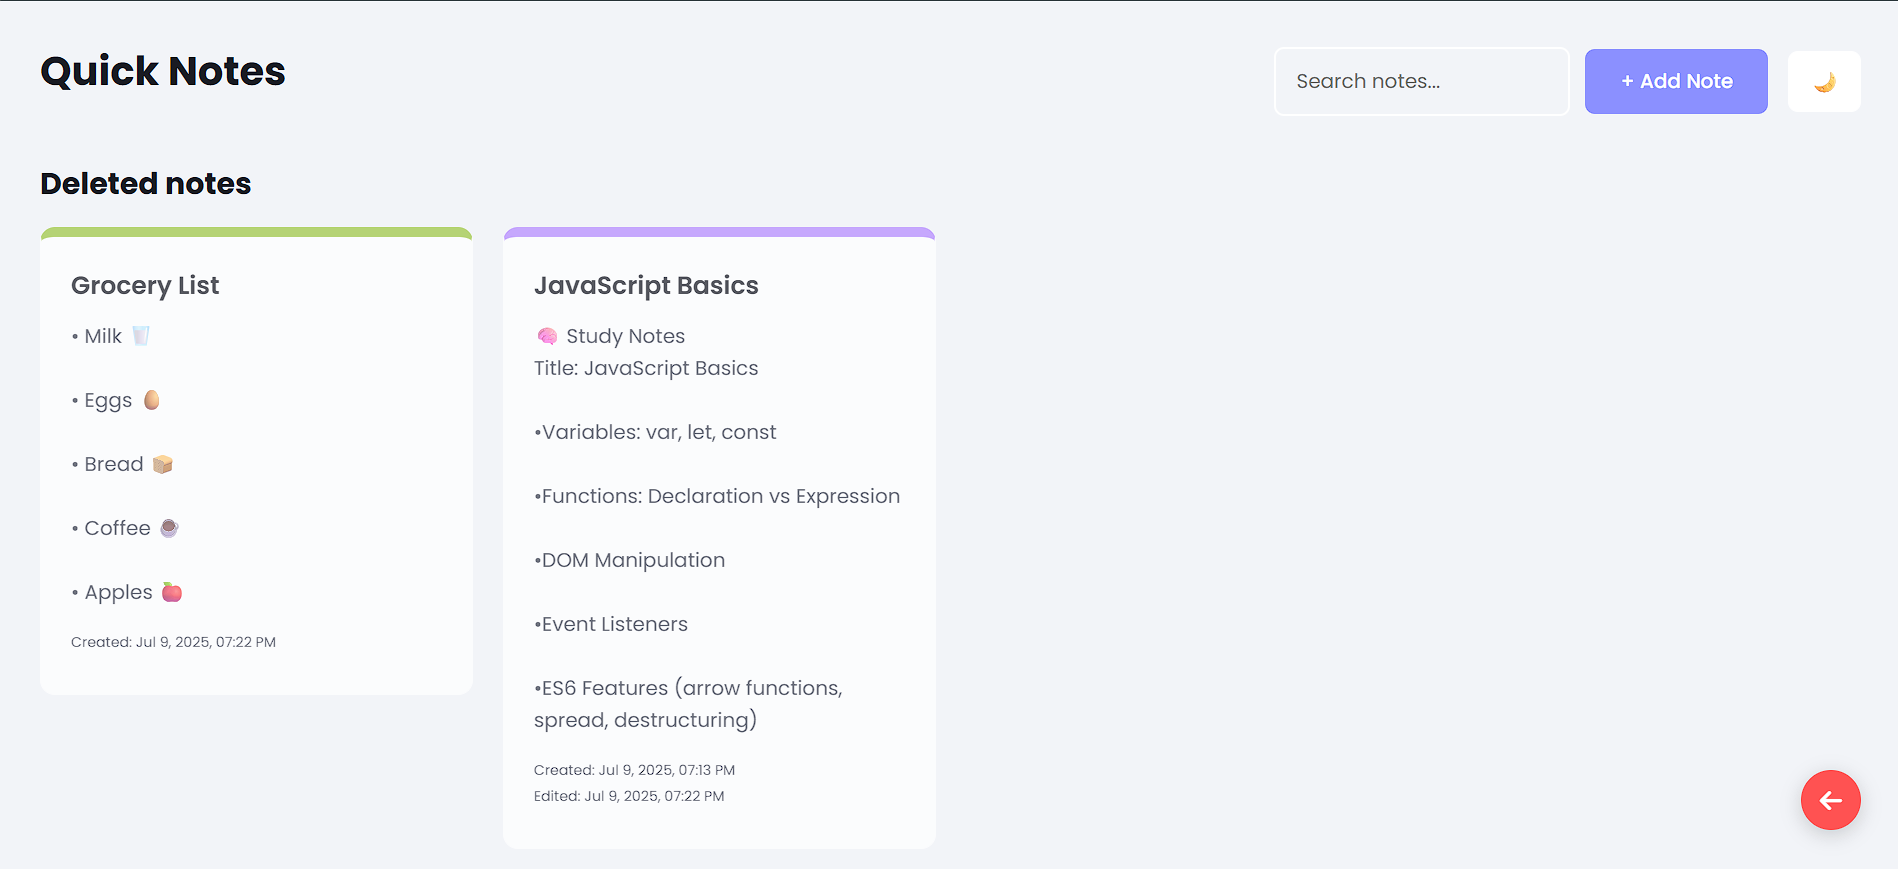 Quick Notes
Search notes...
+ Add Note
🌙
Deleted notes
Grocery List
• Milk 🥛
• Eggs 🥚
• Bread 🍞
• Coffee ☕
• Apples 🍎
Created: Jul 9, 2025, 07:22 PM
JavaScript Basics
🧠 Study Notes
Title: JavaScript Basics
•Variables: var, let, const
•Functions: Declaration vs Expression
•DOM Manipulation
•Event Listeners
•ES6 Features (arrow functions,
spread, destructuring)
Created: Jul 9, 2025, 07:13 PM
Edited: Jul 9, 2025, 07:22 PM